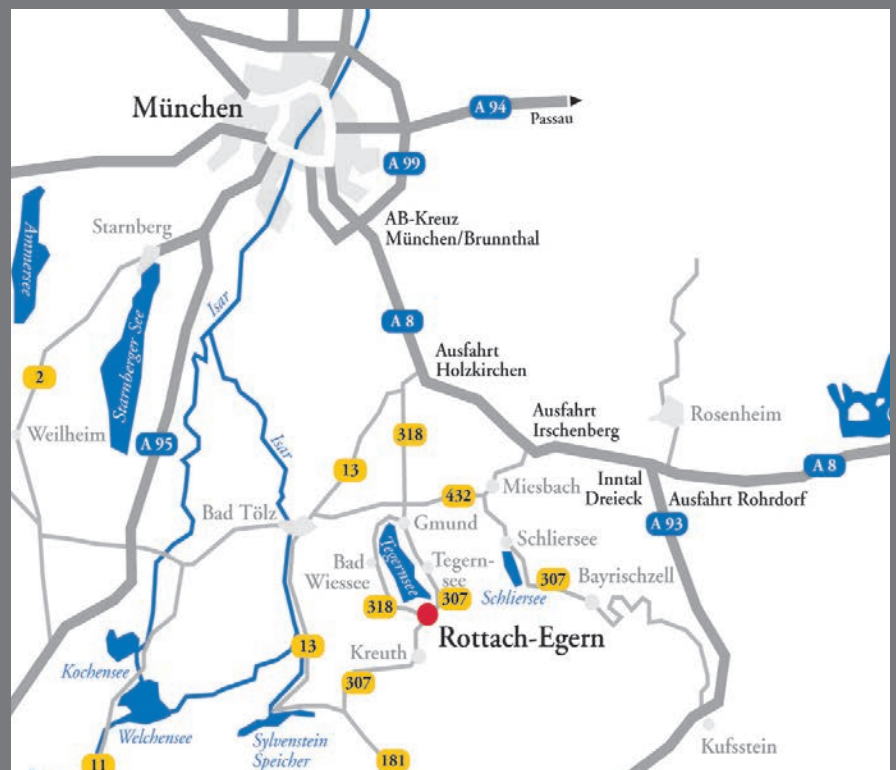 München
A 94
Passau
A 99
AB-Kreuz
München/Brunnthal
Starnberg
Ammersee
Isar
Starnberger See
A 8
Ausfahrt
Holzkirchen
2
Ausfahrt
Irschenberg
Rosenheim
Weilheim
A 95
318
Isar
13
A 8
Inntal
Dreieck
Ausfahrt Rohrdorf
432
Miesbach
Bad Tölz
Gmund
A 93
Schliersee
Bad
Wiessee
Tegernsee
Tegern-
see
307
Bayrischzell
Schliersee
318
307
Rottach-Egern
13
Kreuth
Kochensee
307
Welchensee
Sylvenstein
Speicher
Kufsstein
11
181